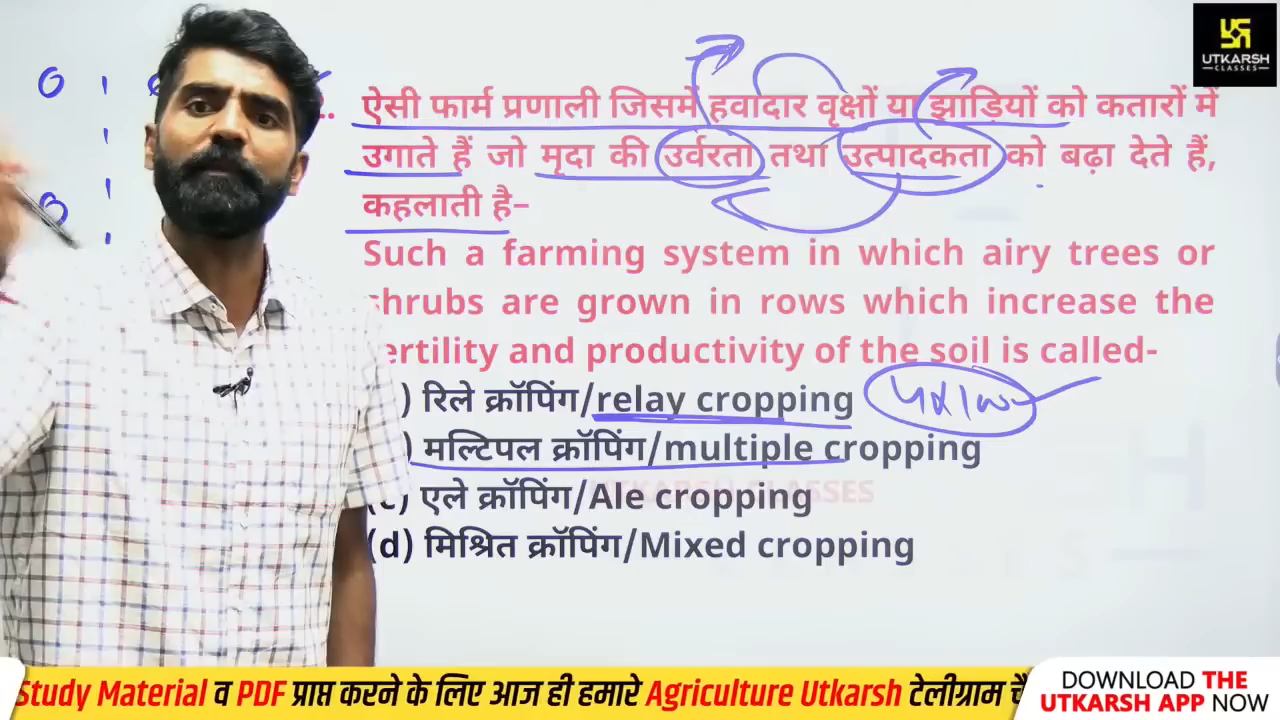 UTKARSH
CLASSES
ऐसी फार्म प्रणाली जिसमें हवादार वृक्षों या झाड़ियों को कतारों में
उगाते हैं जो मृदा की उर्वरता तथा उत्पादकता को बढ़ा देते हैं,
कहलाती है–
Such a farming system in which airy trees or
shrubs are grown in rows which increase the
fertility and productivity of the soil is called-
) रिले क्रॉपिंग/relay cropping
) मल्टिपल क्रॉपिंग/multiple cropping
(c) एले क्रॉपिंग/Ale cropping
(d) मिश्रित क्रॉपिंग/Mixed cropping
Study Material व PDF प्राप्त करने के लिए आज ही हमारे Agriculture Utkarsh टेलीग्राम
DOWNLOAD THE
UTKARSH APP NOW